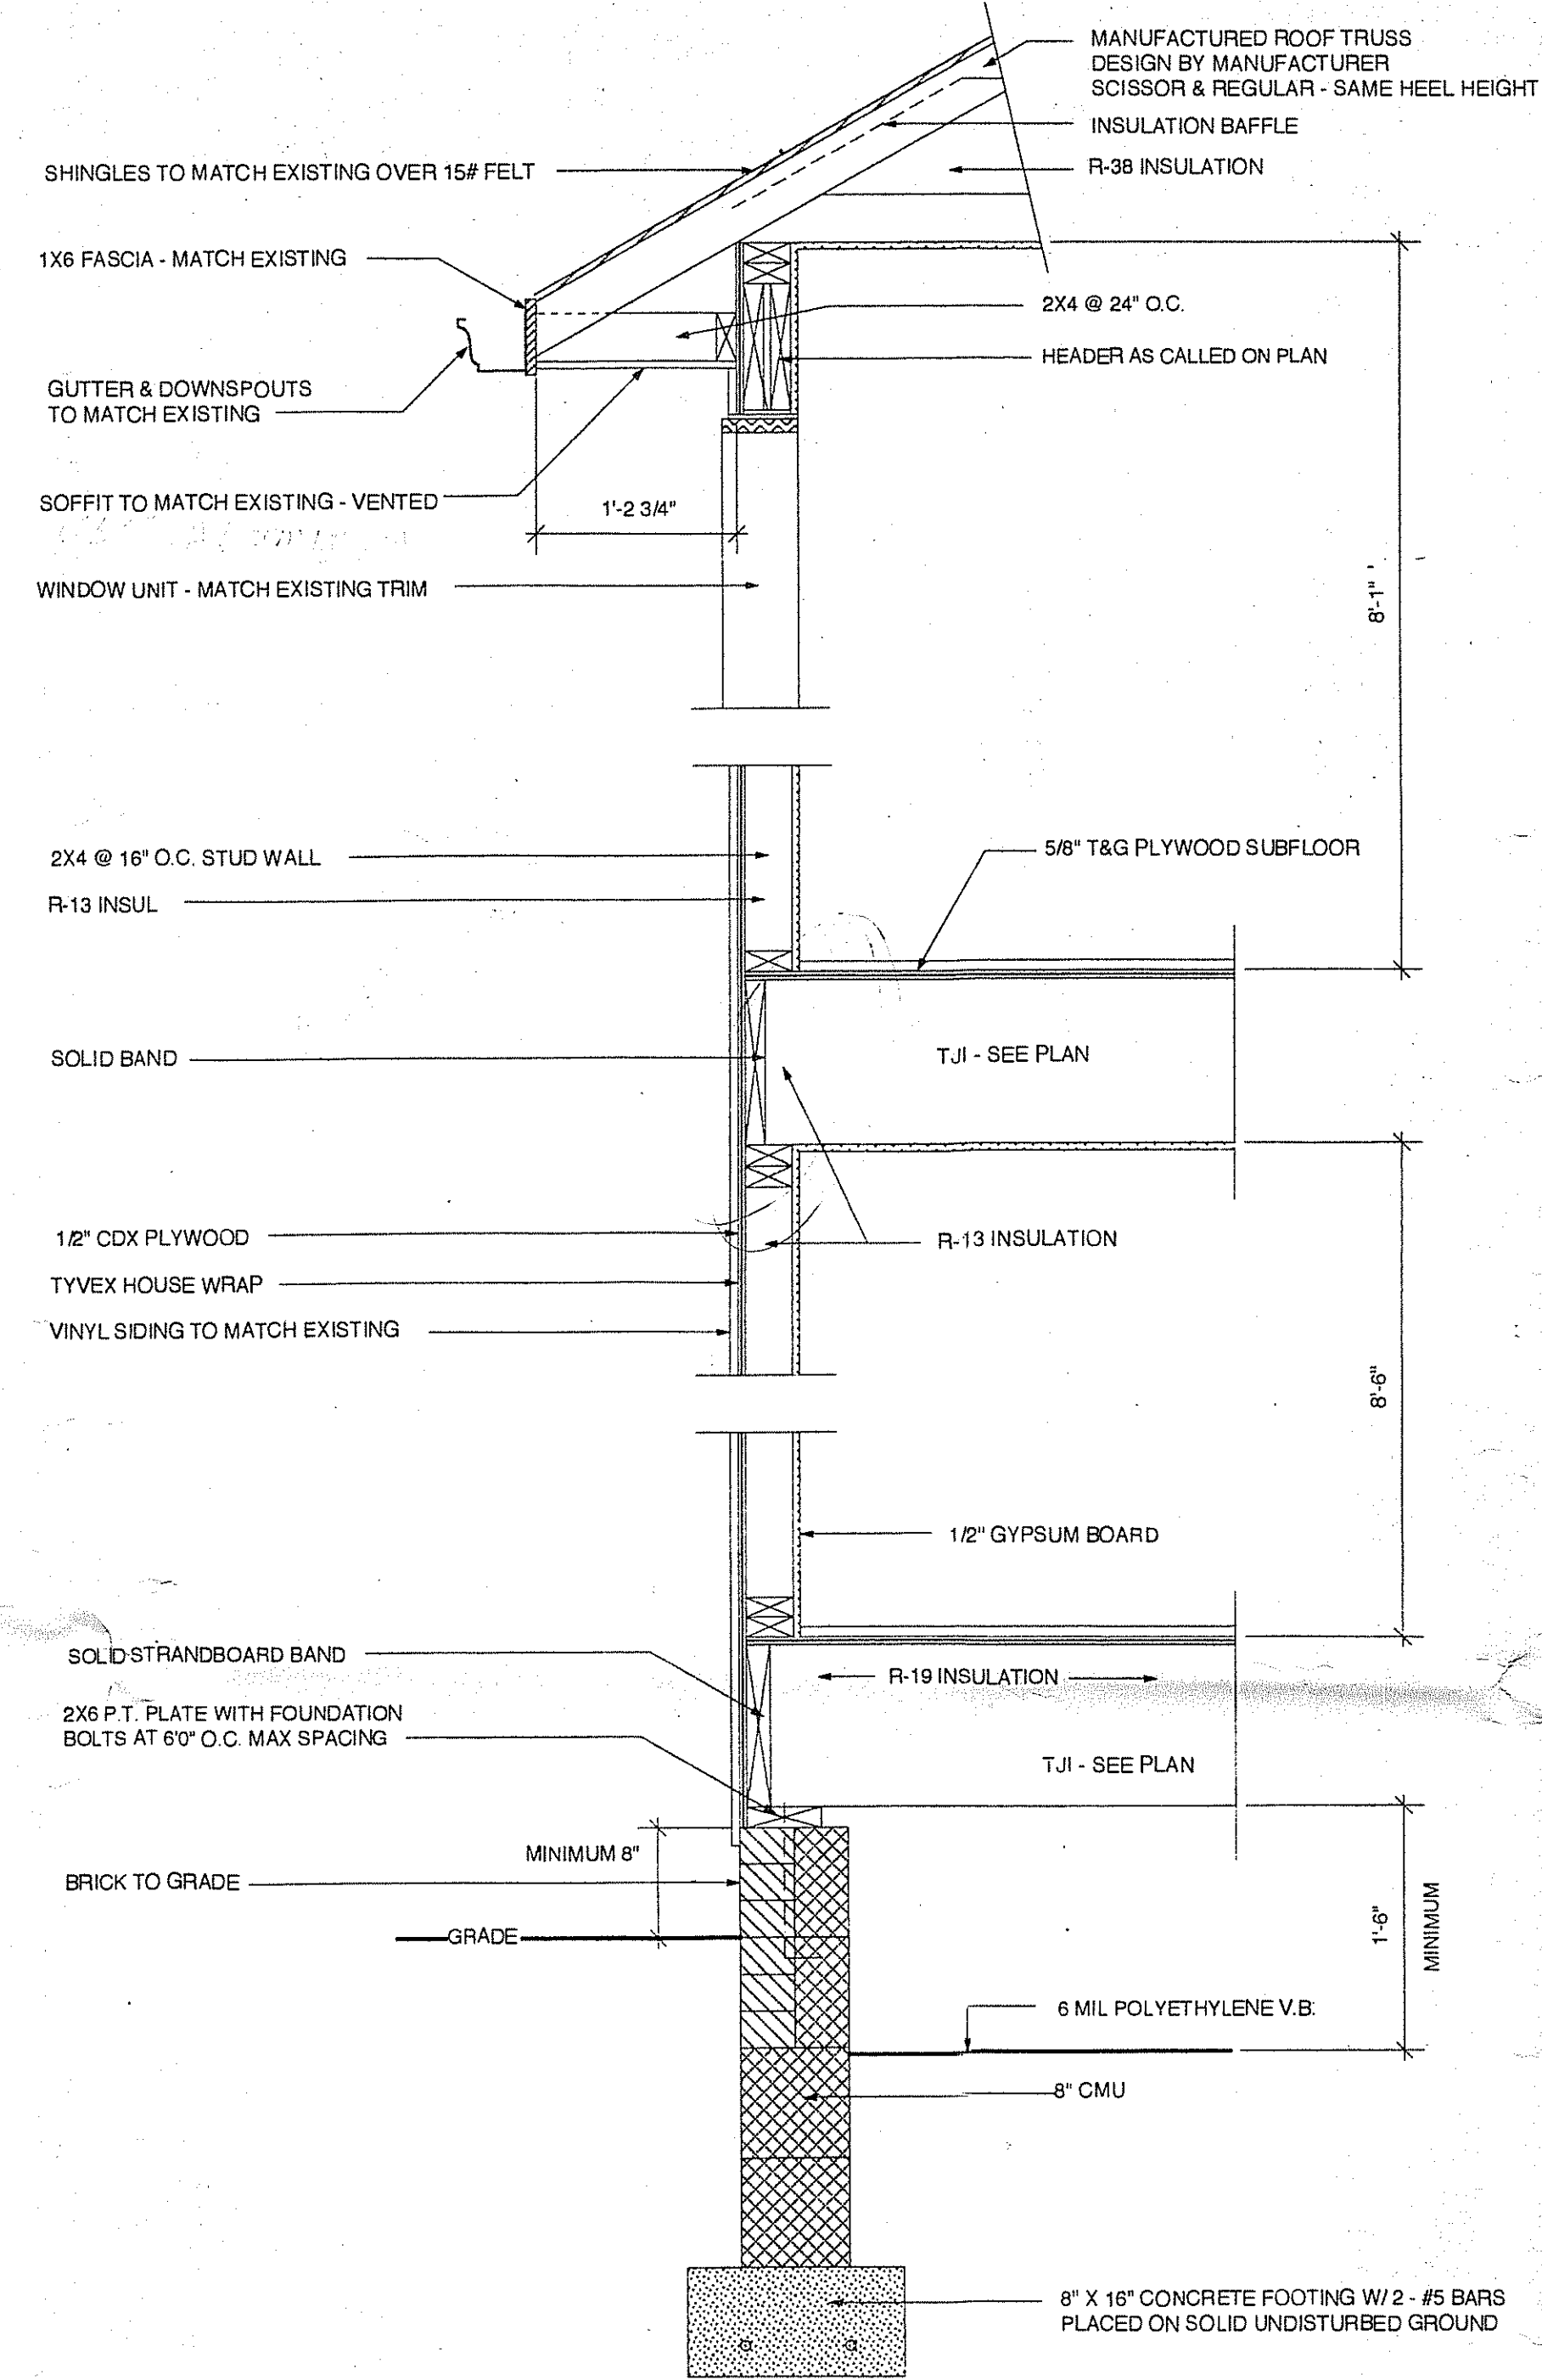 MANUFACTURED ROOF TRUSS
DESIGN BY MANUFACTURER
SCISSOR & REGULAR - SAME HEEL HEIGHT
INSULATION BAFFLE
SHINGLES TO MATCH EXISTING OVER 15# FELT
R-38 INSULATION
1X6 FASCIA - MATCH EXISTING
2X4 @ 24" O.C.
HEADER AS CALLED ON PLAN
GUTTER & DOWNSPOUTS
TO MATCH EXISTING
SOFFIT TO MATCH EXISTING - VENTED
1'-2 3/4"
WINDOW UNIT - MATCH EXISTING TRIM
8'-1"
2X4 @ 16" O.C. STUD WALL
5/8" T&G PLYWOOD SUBFLOOR
R-13 INSUL
SOLID BAND
TJI - SEE PLAN
1/2" CDX PLYWOOD
R-13 INSULATION
TYVEX HOUSE WRAP
VINYL SIDING TO MATCH EXISTING
8'-6"
1/2" GYPSUM BOARD
SOLID STRANDBOARD BAND
R-19 INSULATION
2X6 P.T. PLATE WITH FOUNDATION
BOLTS AT 6'0" O.C. MAX SPACING
TJI - SEE PLAN
MINIMUM 8"
BRICK TO GRADE
GRADE
1'-6"
MINIMUM
6 MIL POLYETHYLENE V.B.
8" CMU
8" X 16" CONCRETE FOOTING W/ 2 - #5 BARS
PLACED ON SOLID UNDISTURBED GROUND